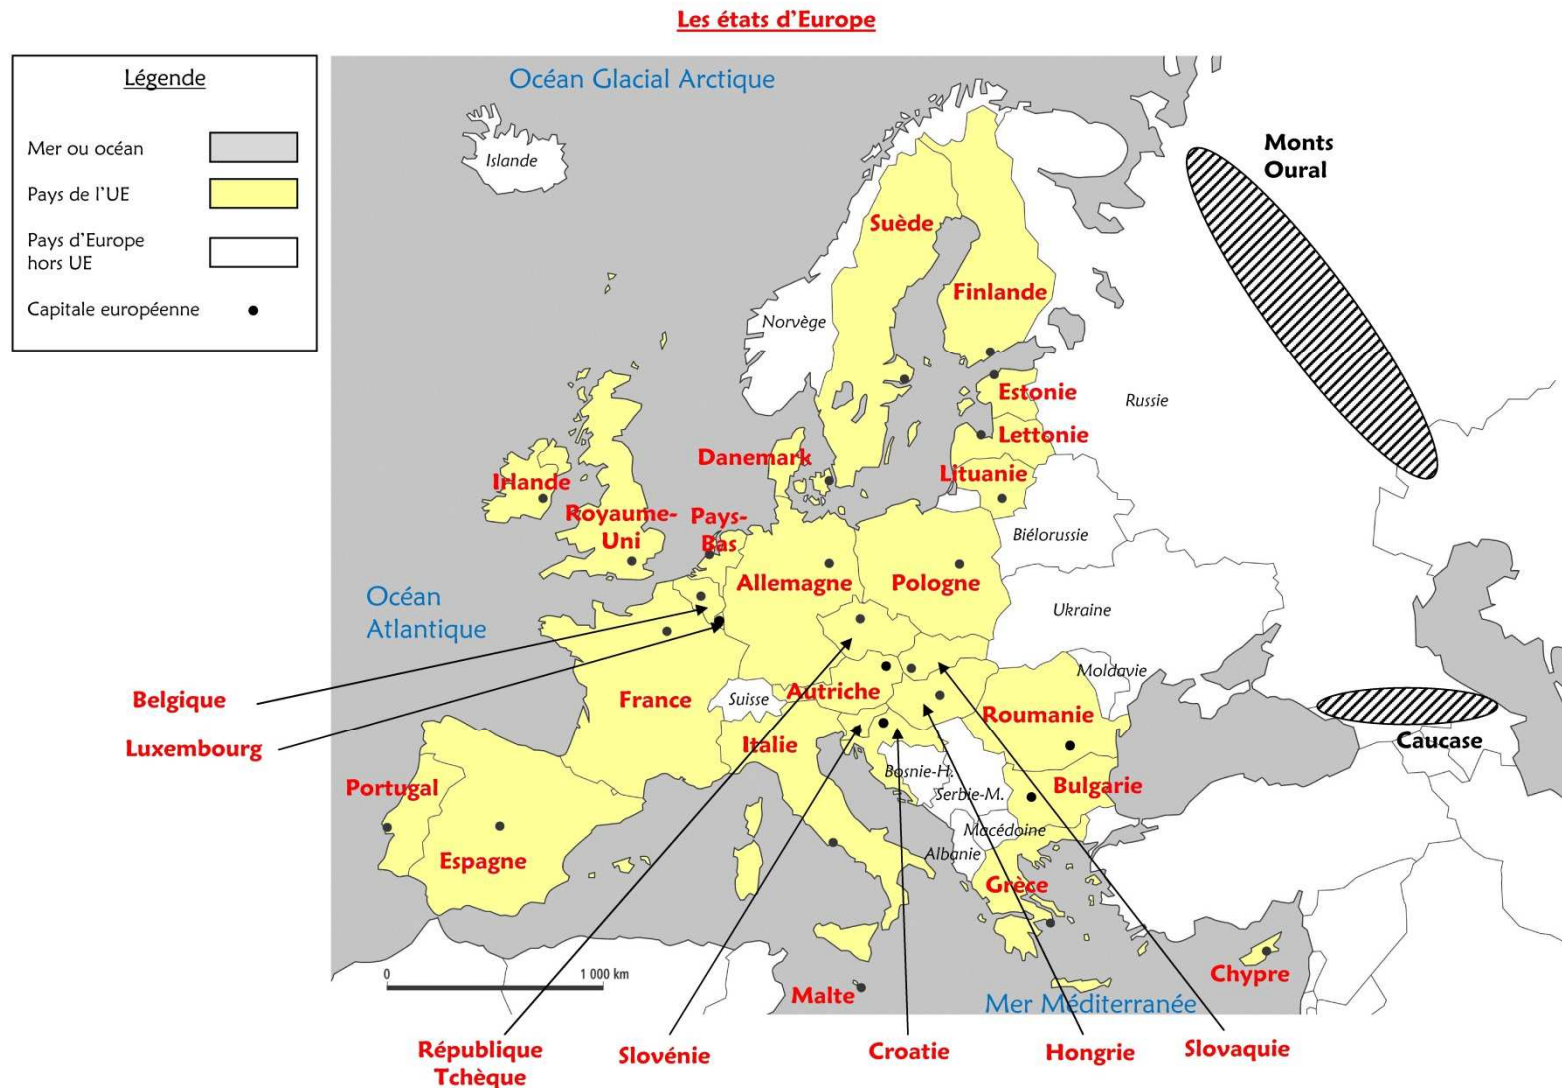 Les états d'Europe
Légende
Mer ou océan
Pays de l'UE
Pays d'Europe
hors UE
Capitale européenne
Océan Glacial Arctique
Islande
Monts
Oural
Suède
Finlande
Norvège
Estonie
Russie
Lettonie
Danemark
Lituanie
Irlande
Royaume-
Uni
Pays-
Bas
Biélorussie
Allemagne
Pologne
Océan
Atlantique
Ukraine
Moldavie
Belgique
France
Suisse
Autriche
Roumanie
Luxembourg
Italie
Caucase
Bosnie-H.
Portugal
Serbie-M.
Bulgarie
Macédoine
Albanie
Espagne
Grèce
0
1 000 km
Malte
Mer Méditerranée
Chypre
République
Tchèque
Slovénie
Croatie
Hongrie
Slovaquie